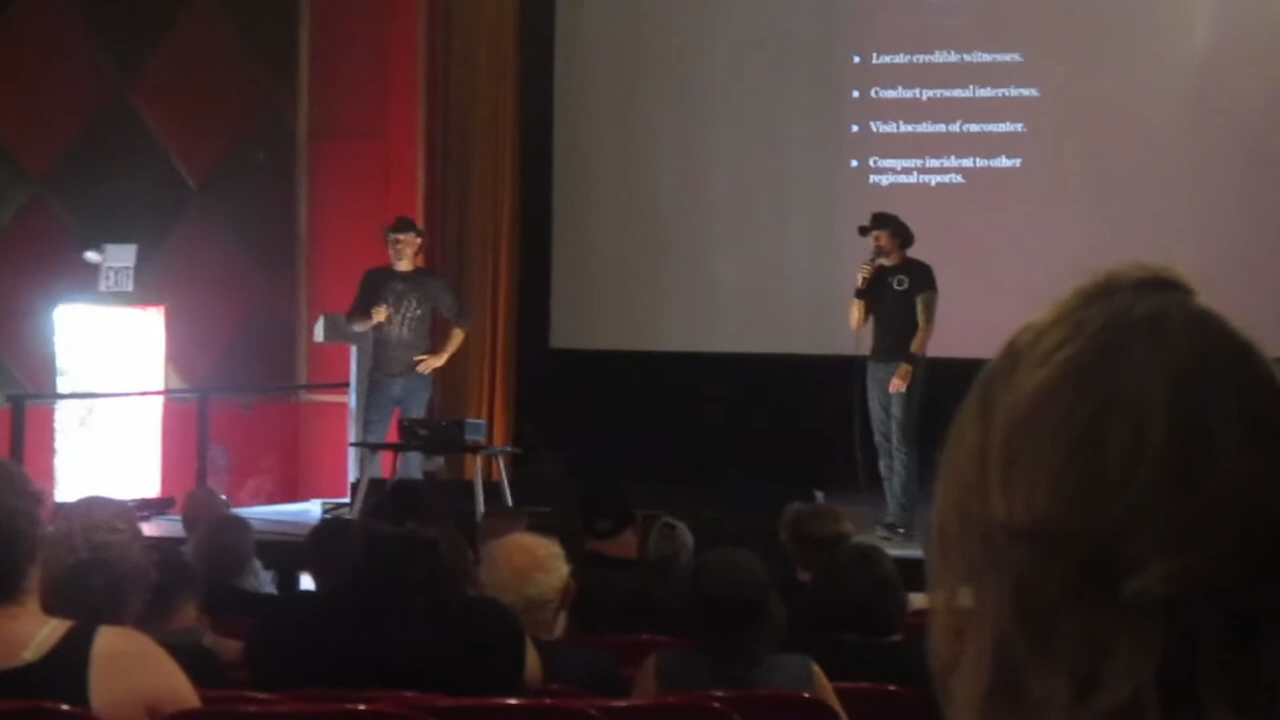 » Locate credible witnesses.
» Conduct personal interviews.
» Visit location of encounter.
» Compare incident to other
regional reports.
EXIT